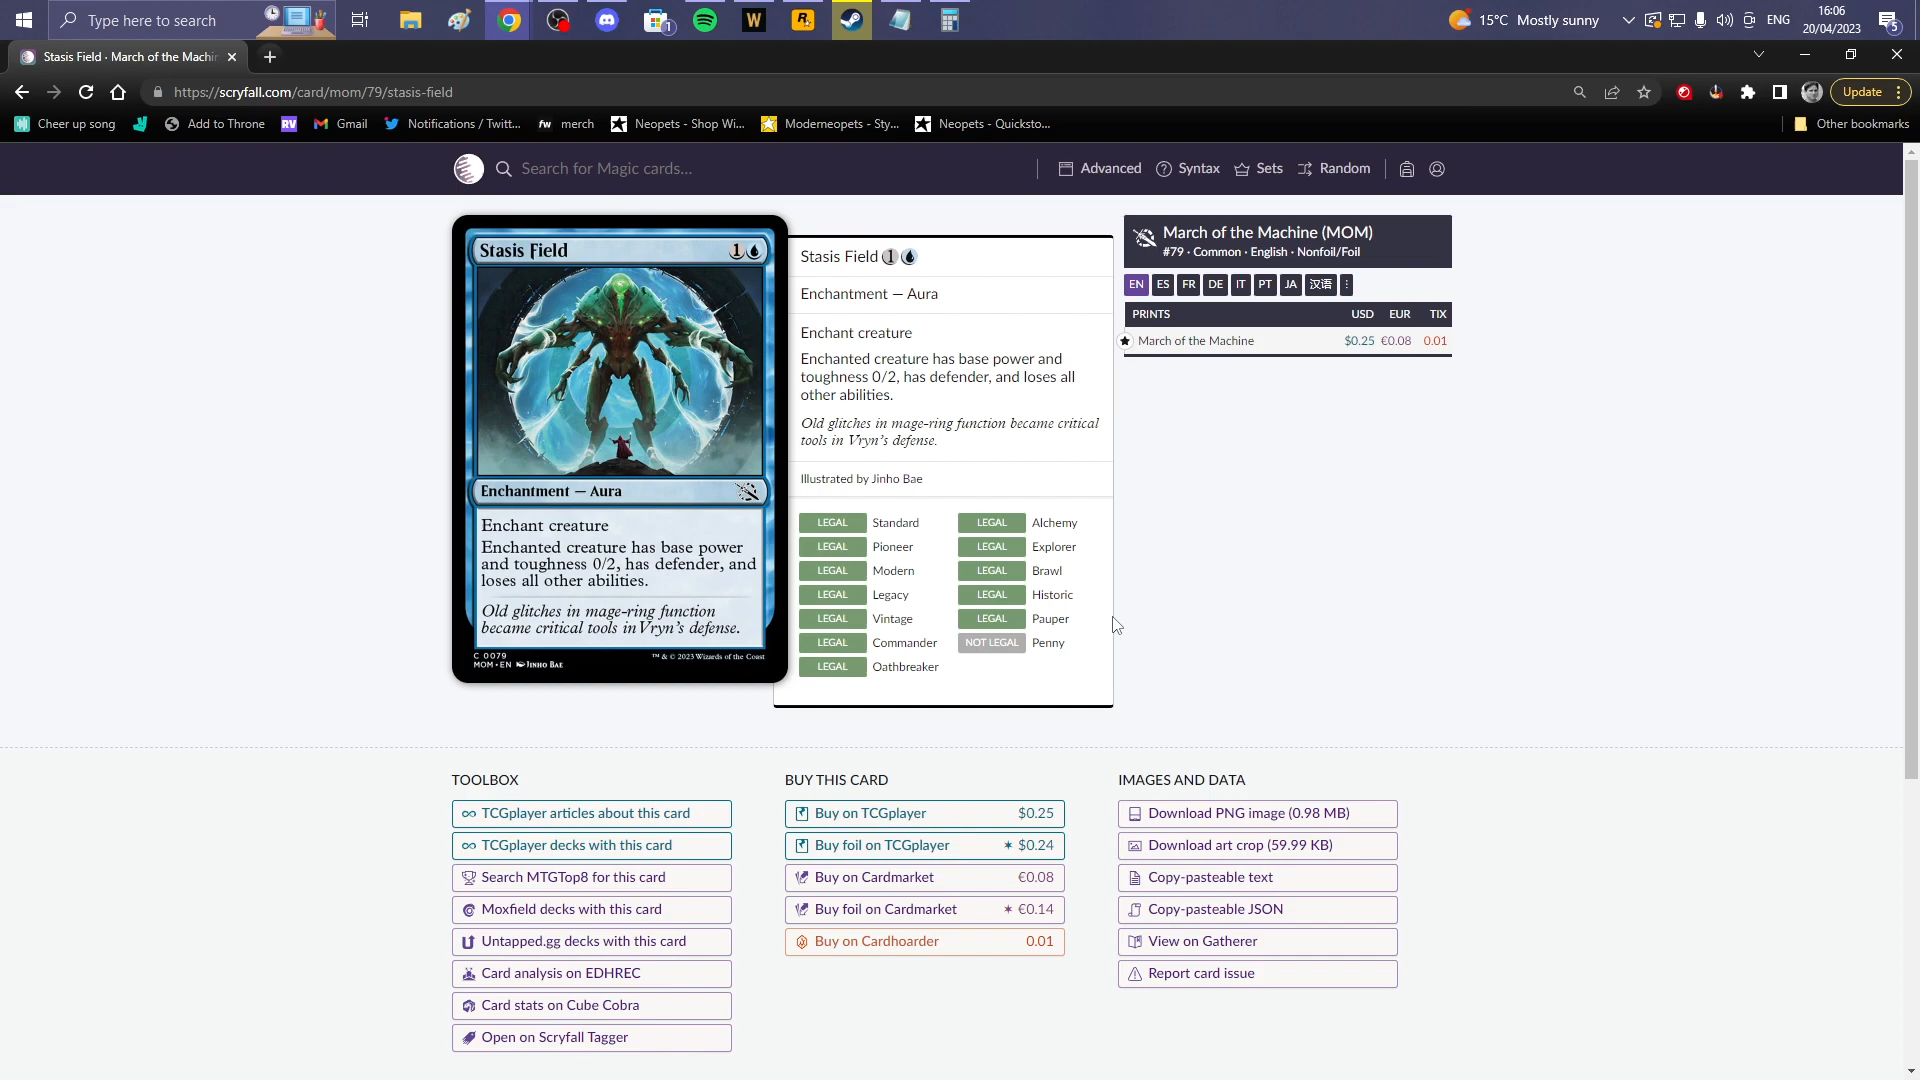 Type here to search
1
15°C Mostly sunny
ENG
16:06
20/04/2023
5
Stasis Field · March of the Machin
https://scryfall.com/card/mom/79/stasis-field
Update
Cheer up song
Add to Throne
RV
Gmail
Notifications / Twitt...
fw merch
Neopets - Shop Wi...
Moderneopets - Sty...
Neopets - Quicksto...
Other bookmarks
Search for Magic cards...
Advanced
Syntax
Sets
Random
Stasis Field 1
Enchantment — Aura
Enchant creature
Enchanted creature has base power
and toughness 0/2, has defender, and
loses all other abilities.
Old glitches in mage-ring function
became critical tools in Vryn's defense.
C 0079
MOM • EN Jinho Bae
™ & © 2023 Wizards of the Coast
Stasis Field 1
Enchantment — Aura
Enchant creature
Enchanted creature has base power and
toughness 0/2, has defender, and loses all
other abilities.
Old glitches in mage-ring function became critical
tools in Vryn's defense.
Illustrated by Jinho Bae
LEGAL Standard LEGAL Alchemy
LEGAL Pioneer LEGAL Explorer
LEGAL Modern LEGAL Brawl
LEGAL Legacy LEGAL Historic
LEGAL Vintage LEGAL Pauper
LEGAL Commander NOT LEGAL Penny
LEGAL Oathbreaker
March of the Machine (MOM)
#79 · Common · English · Nonfoil/Foil
EN ES FR DE IT PT JA 汉语
PRINTS USD EUR TIX
March of the Machine $0.25 €0.08 0.01
TOOLBOX
TCGplayer articles about this card
TCGplayer decks with this card
Search MTGTop8 for this card
Moxfield decks with this card
Untapped.gg decks with this card
Card analysis on EDHREC
Card stats on Cube Cobra
Open on Scryfall Tagger
BUY THIS CARD
Buy on TCGplayer $0.25
Buy foil on TCGplayer ✶ $0.24
Buy on Cardmarket €0.08
Buy foil on Cardmarket ✶ €0.14
Buy on Cardhoarder 0.01
IMAGES AND DATA
Download PNG image (0.98 MB)
Download art crop (59.99 KB)
Copy-pasteable text
Copy-pasteable JSON
View on Gatherer
Report card issue